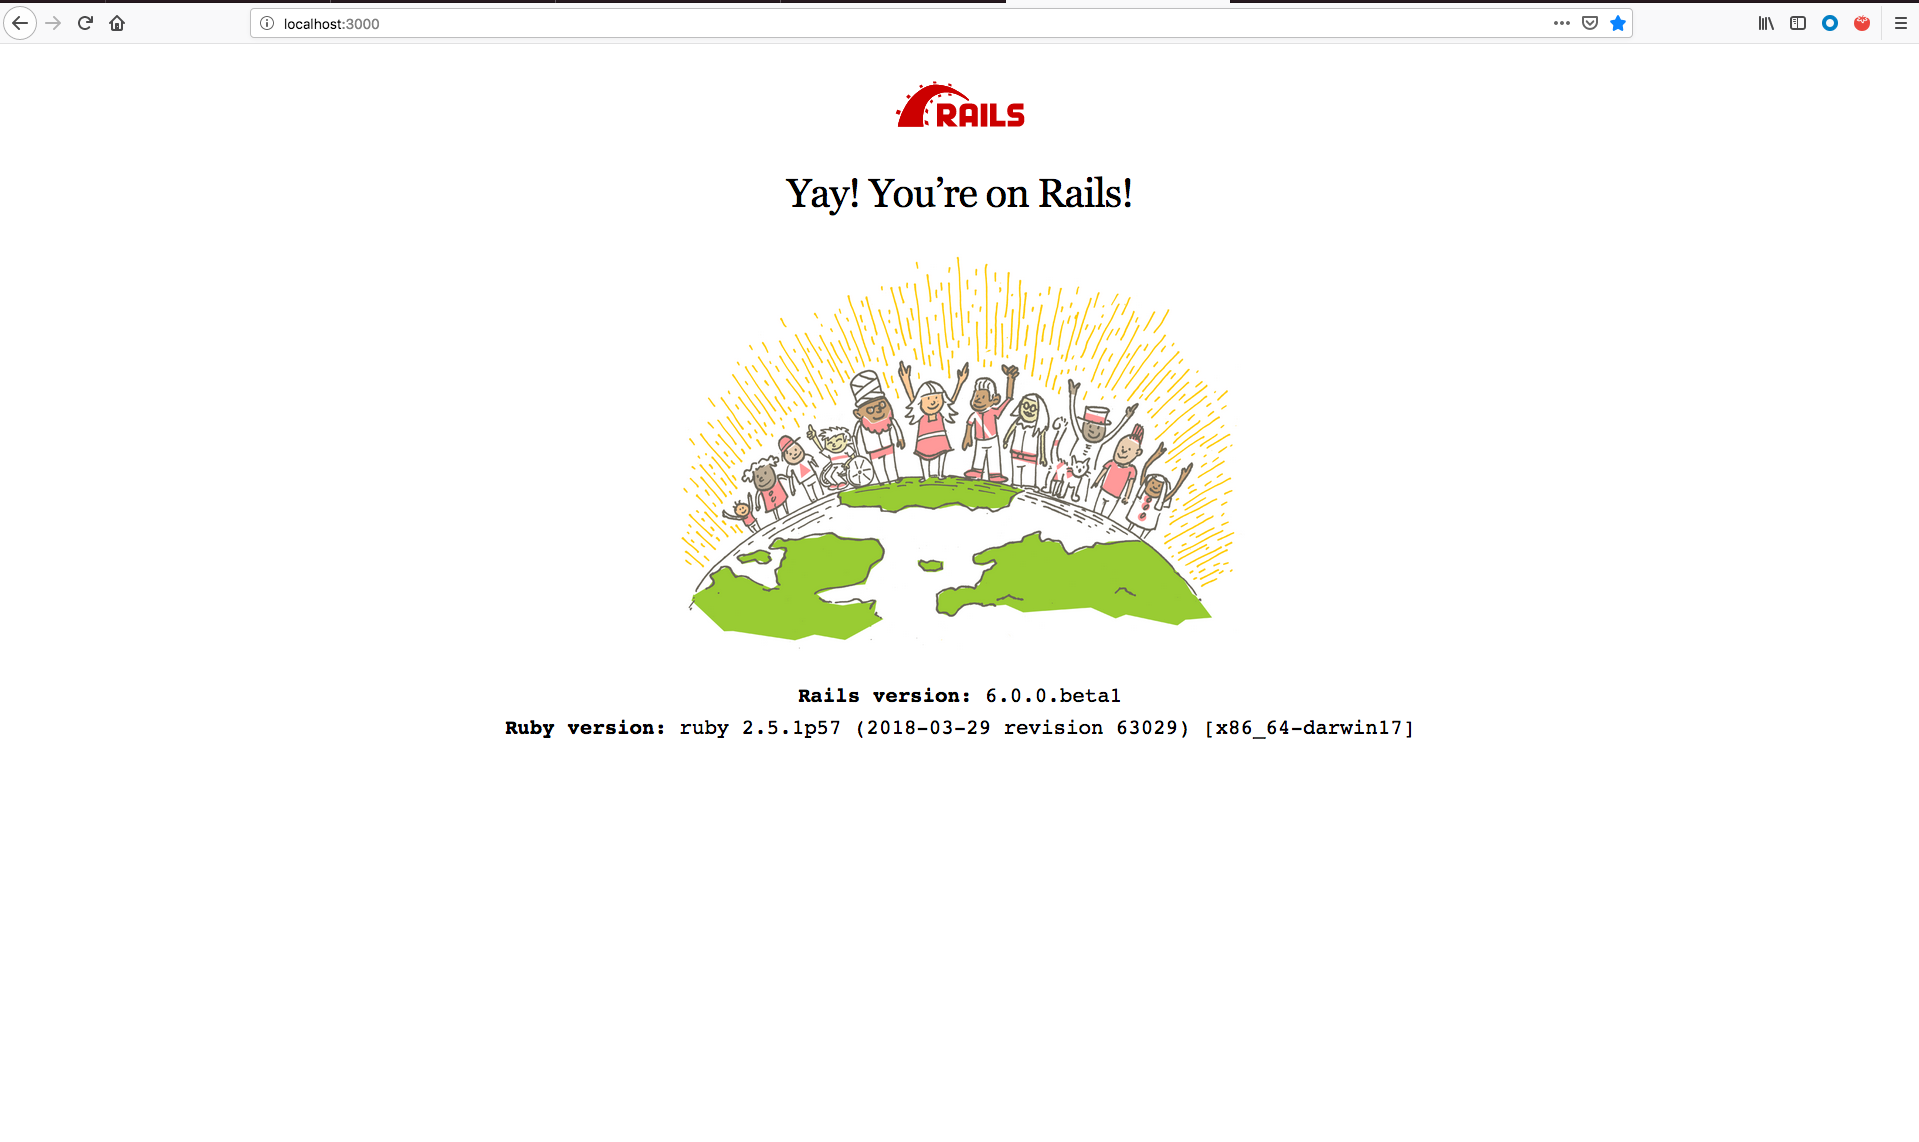 localhost:3000
RAILS
Yay! You’re on Rails!
Rails version: 6.0.0.beta1
Ruby version: ruby 2.5.1p57 (2018-03-29 revision 63029) [x86_64-darwin17]